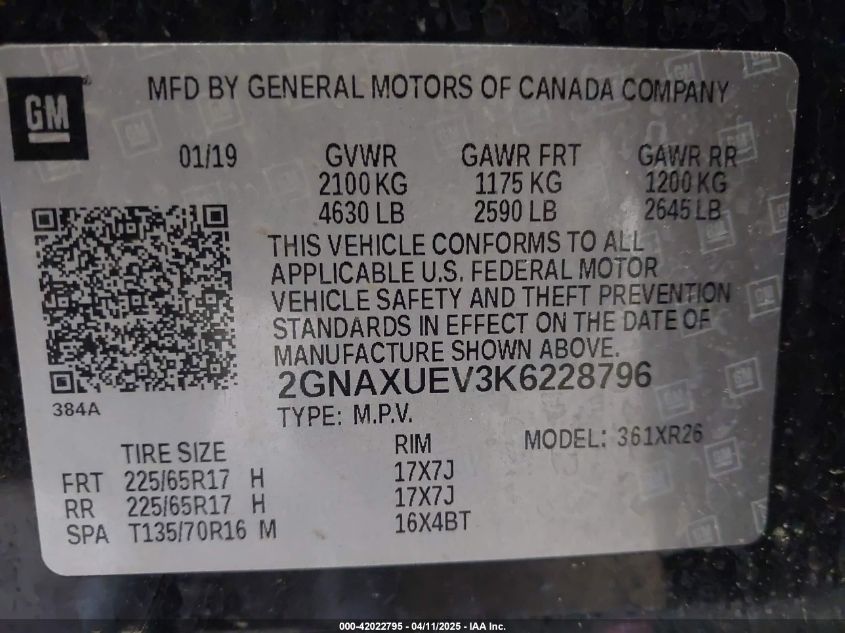 GM
MFD BY GENERAL MOTORS OF CANADA COMPANY
01/19 GVWR GAWR FRT GAWR RR
2100 KG 1175 KG 1200 KG
4630 LB 2590 LB 2645 LB
THIS VEHICLE CONFORMS TO ALL
APPLICABLE U.S. FEDERAL MOTOR
VEHICLE SAFETY AND THEFT PREVENTION
STANDARDS IN EFFECT ON THE DATE OF
MANUFACTURE SHOWN ABOVE.
2GNAXUEV3K6228796
384A
TYPE: M.P.V.
TIRE SIZE RIM MODEL: 361XR26
FRT 225/65R17 H 17X7J
RR 225/65R17 H 17X7J
SPA T135/70R16 M 16X4BT
000-42022795 - 04/11/2025 - IAA Inc.